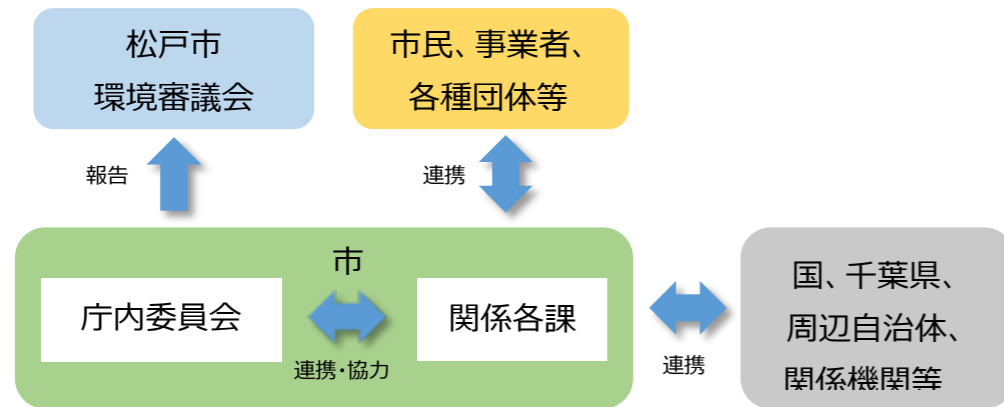 松戸市
環境審議会
市民、事業者、
各種団体等
報告
連携
市
庁内委員会
関係各課
連携・協力
連携
国、千葉県、
周辺自治体、
関係機関等